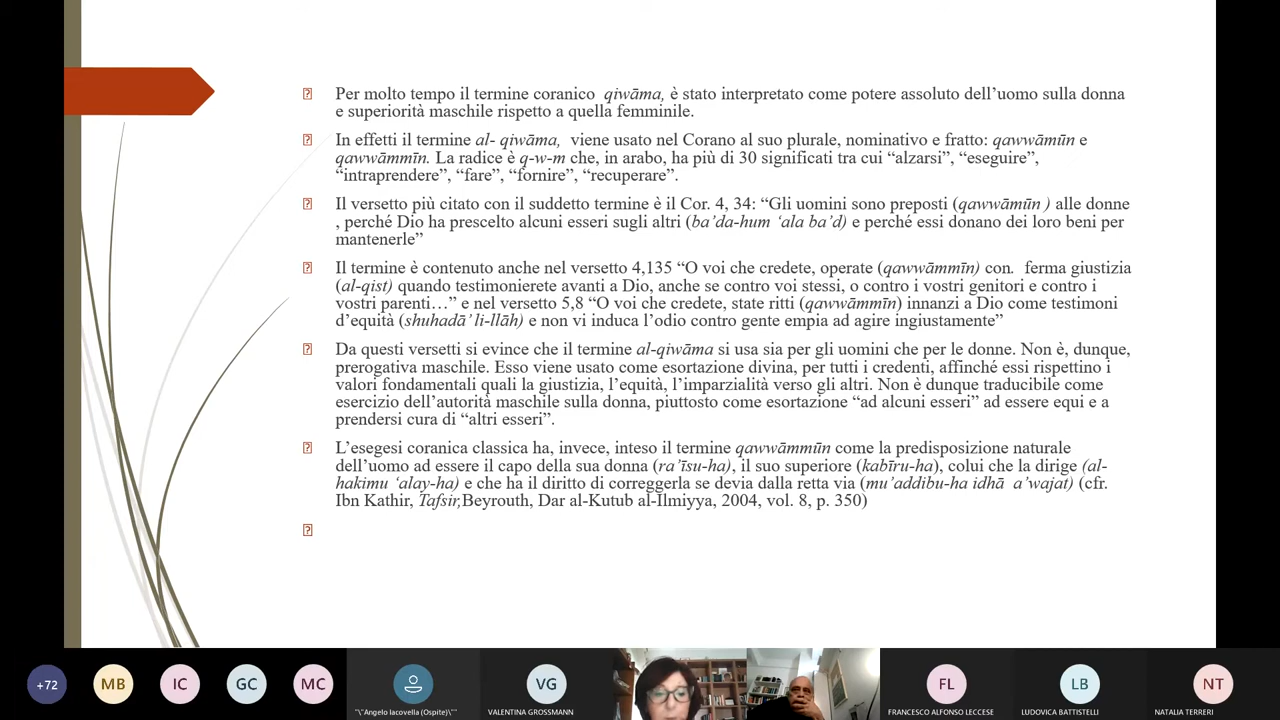 Per molto tempo il termine coranico qiwāma, è stato interpretato come potere assoluto dell’uomo sulla donna
e superiorità maschile rispetto a quella femminile.
In effetti il termine al- qiwāma, viene usato nel Corano al suo plurale, nominativo e fratto: qawwāmūn e
qawwāmmīn. La radice è q-w-m che, in arabo, ha più di 30 significati tra cui “alzarsi”, “eseguire”,
“intraprendere”, “fare”, “fornire”, “recuperare”.
Il versetto più citato con il suddetto termine è il Cor. 4, 34: “Gli uomini sono preposti (qawwāmūn ) alle donne
, perché Dio ha prescelto alcuni esseri sugli altri (ba’da-hum ‘ala ba’d) e perché essi donano dei loro beni per
mantenerle”
Il termine è contenuto anche nel versetto 4,135 “O voi che credete, operate (qawwāmmīn) con. ferma giustizia
(al-qist) quando testimonierete avanti a Dio, anche se contro voi stessi, o contro i vostri genitori e contro i
vostri parenti…” e nel versetto 5,8 “O voi che credete, state ritti (qawwāmmīn) innanzi a Dio come testimoni
d’equità (shuhadā’ li-llāh) e non vi induca l’odio contro gente empia ad agire ingiustamente”
Da questi versetti si evince che il termine al-qiwāma si usa sia per gli uomini che per le donne. Non è, dunque,
prerogativa maschile. Esso viene usato come esortazione divina, per tutti i credenti, affinché essi rispettino i
valori fondamentali quali la giustizia, l’equità, l’imparzialità verso gli altri. Non è dunque traducibile come
esercizio dell’autorità maschile sulla donna, piuttosto come esortazione “ad alcuni esseri” ad essere equi e a
prendersi cura di “altri esseri”.
L’esegesi coranica classica ha, invece, inteso il termine qawwāmmūn come la predisposizione naturale
dell’uomo ad essere il capo della sua donna (ra’īsu-ha), il suo superiore (kabīru-ha), colui che la dirige (al-
hakimu ‘alay-ha) e che ha il diritto di correggerla se devia dalla retta via (mu’addibu-ha idhā a’wajat) (cfr.
Ibn Kathir, Tafsir,Beyrouth, Dar al-Kutub al-Ilmiyya, 2004, vol. 8, p. 350)
+72
MB
IC
GC
MC
"\"Angelo Iacovella (Ospite)\""
VG
VALENTINA GROSSMANN
FL
FRANCESCO ALFONSO LECCESE
LB
LUDOVICA BATTISTELLI
NT
NATALIA TERRERI